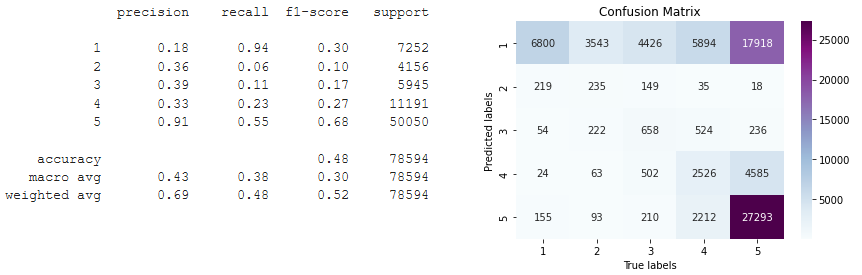 precision recall f1-score support
1 0.18 0.94 0.30 7252
2 0.36 0.06 0.10 4156
3 0.39 0.11 0.17 5945
4 0.33 0.23 0.27 11191
5 0.91 0.55 0.68 50050
accuracy 0.48 78594
macro avg 0.43 0.38 0.30 78594
weighted avg 0.69 0.48 0.52 78594
Confusion Matrix
Predicted labels
1 6800 3543 4426 5894 17918
2 219 235 149 35 18
3 54 222 658 524 236
4 24 63 502 2526 4585
5 155 93 210 2212 27293
1 2 3 4 5
True labels
25000
20000
15000
10000
5000